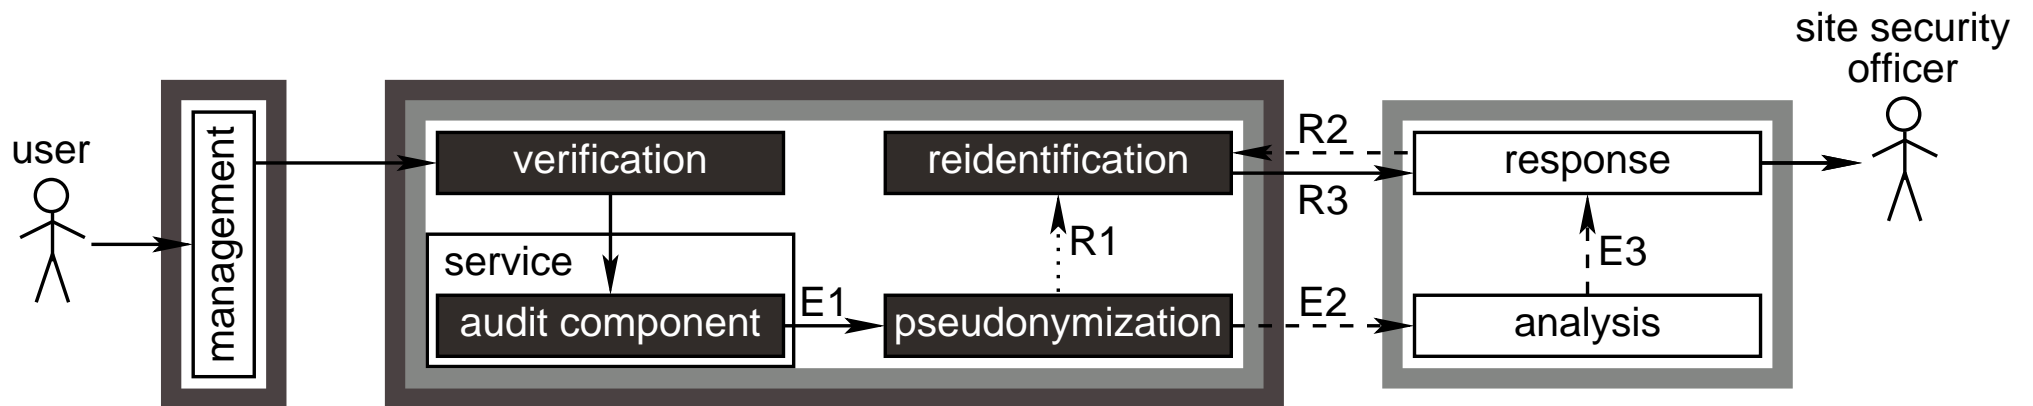 site security
officer
user
management
verification
reidentification
R2
response
R3
service
R1
E3
audit component
E1
pseudonymization
E2
analysis